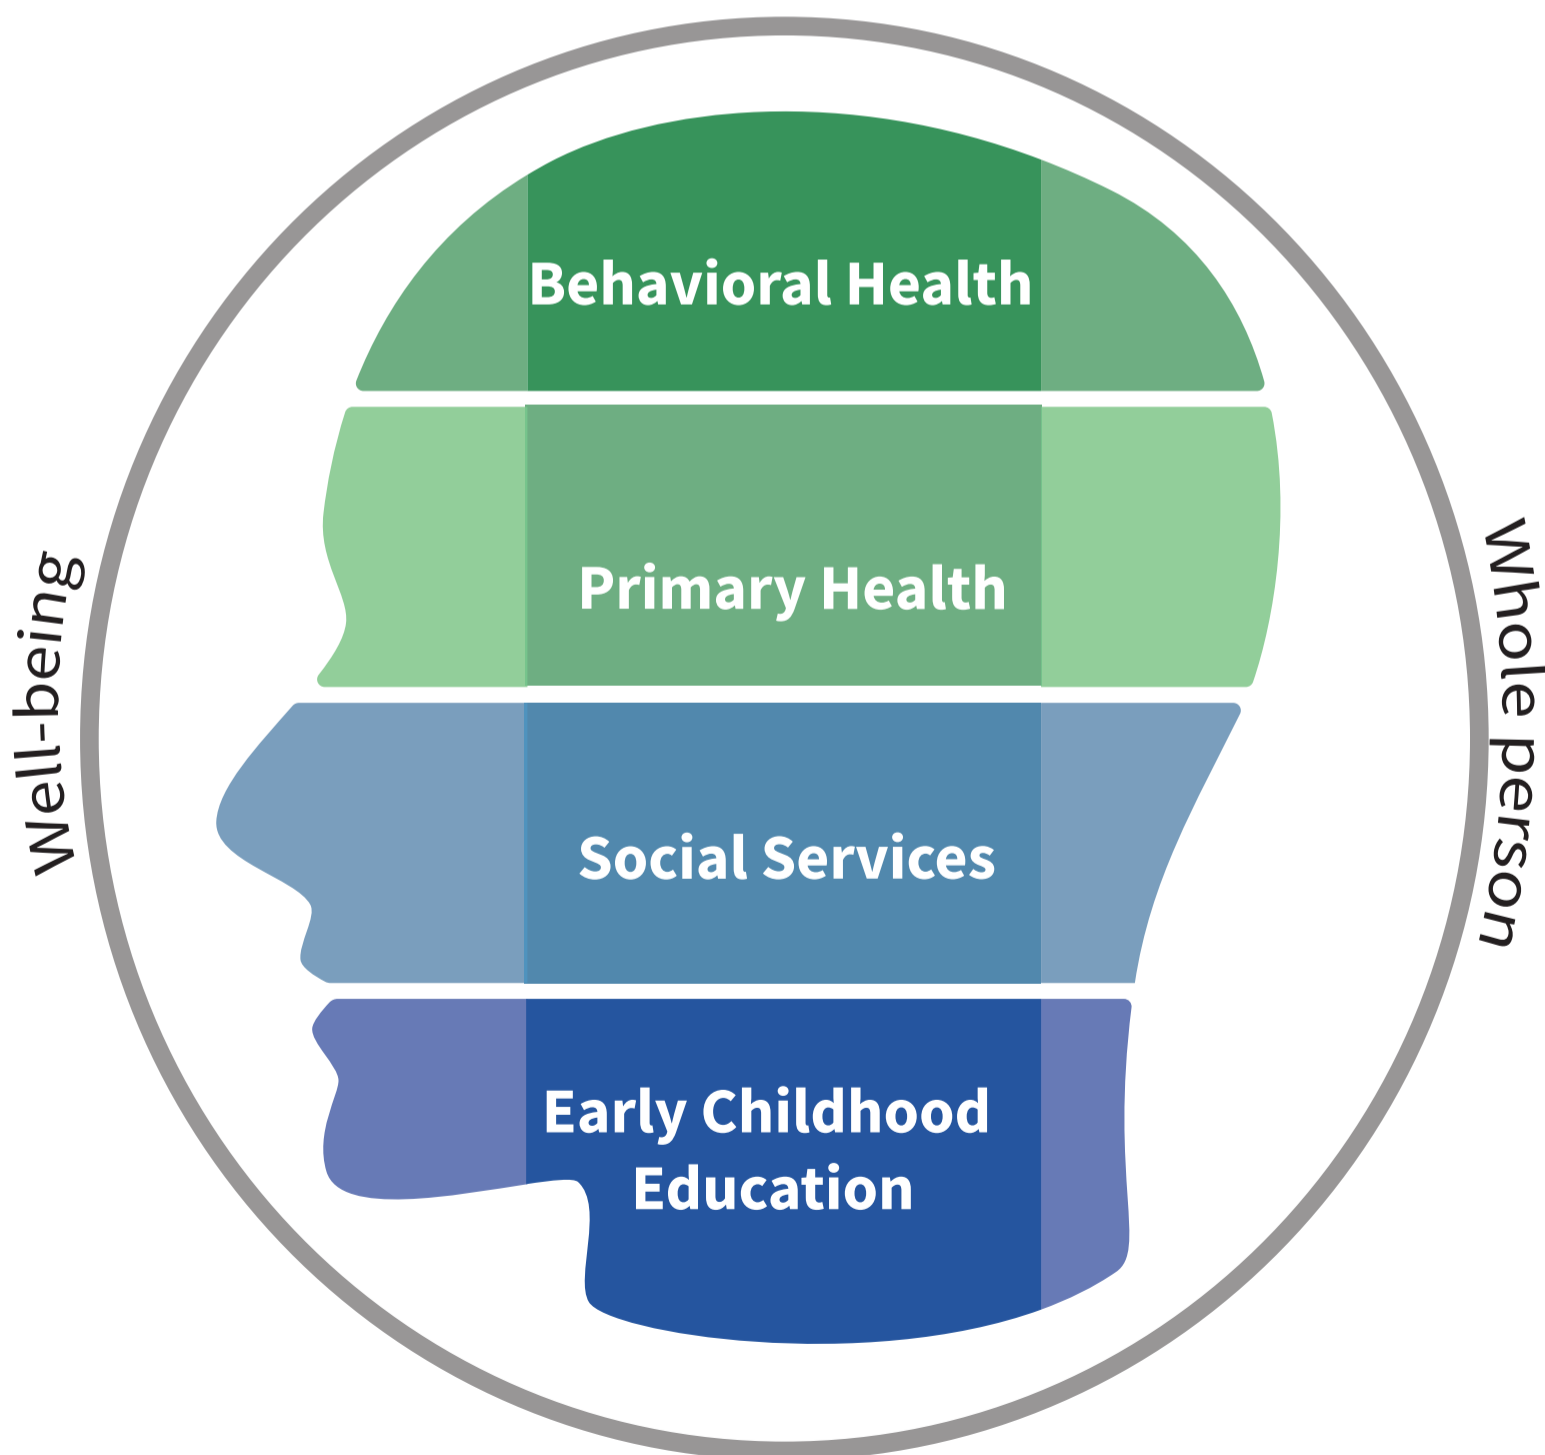 Behavioral Health
Primary Health
Social Services
Early Childhood
Education
Well-being
Whole person